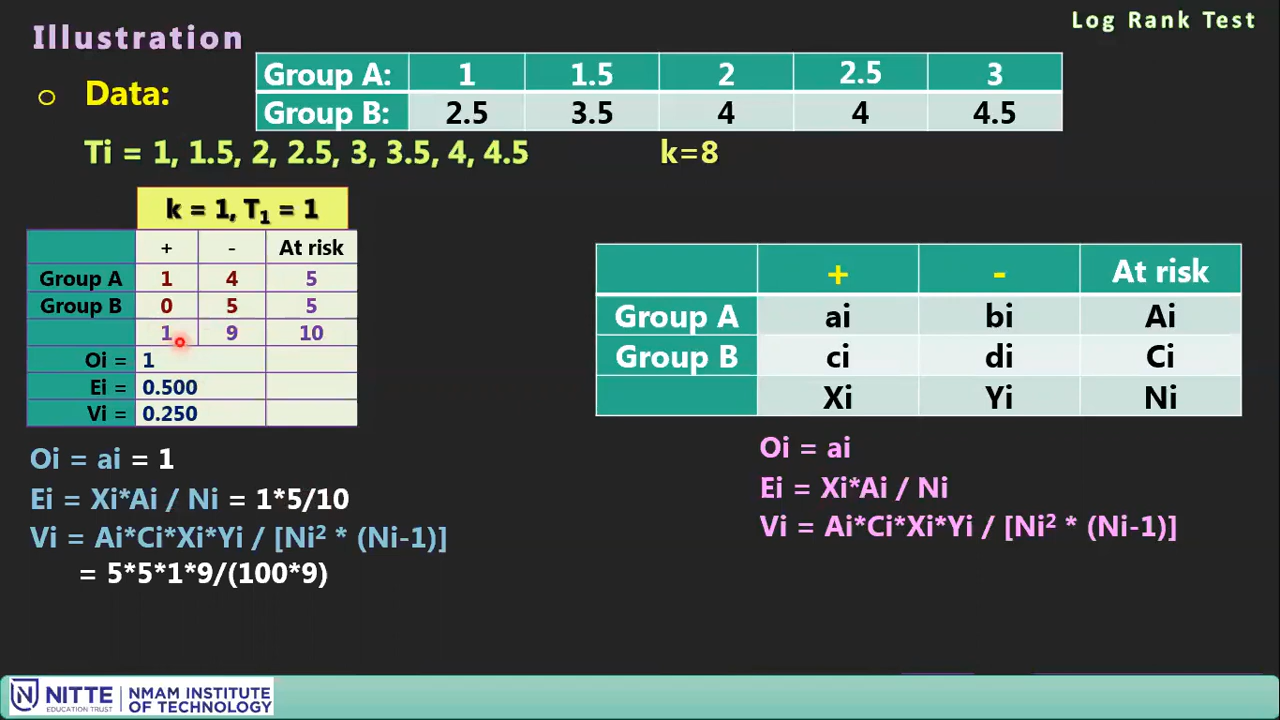 Illustration
Log Rank Test
o Data:
Group A: 1 1.5 2 2.5 3
Group B: 2.5 3.5 4 4 4.5
Ti = 1, 1.5, 2, 2.5, 3, 3.5, 4, 4.5 k=8
k = 1, T₁ = 1
+ - At risk
Group A 1 4 5
Group B 0 5 5
1 9 10
Oi = 1
Ei = 0.500
Vi = 0.250
Oi = ai = 1
Ei = Xi*Ai / Ni = 1*5/10
Vi = Ai*Ci*Xi*Yi / [Ni² * (Ni-1)]
= 5*5*1*9/(100*9)
+ - At risk
Group A ai bi Ai
Group B ci di Ci
Xi Yi Ni
Oi = ai
Ei = Xi*Ai / Ni
Vi = Ai*Ci*Xi*Yi / [Ni² * (Ni-1)]
NITTE
EDUCATION TRUST
NMAM INSTITUTE
OF TECHNOLOGY